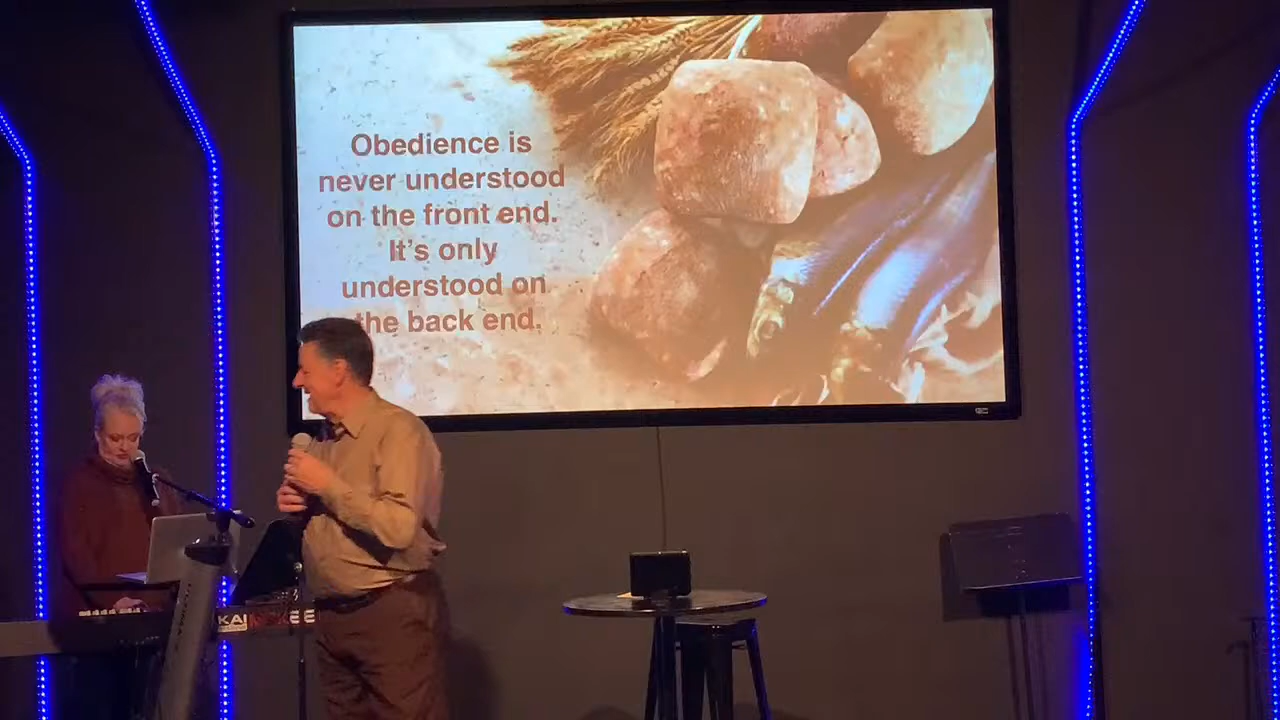 Obedience is
never understood
on the front end.
It's only
understood on
the back end.